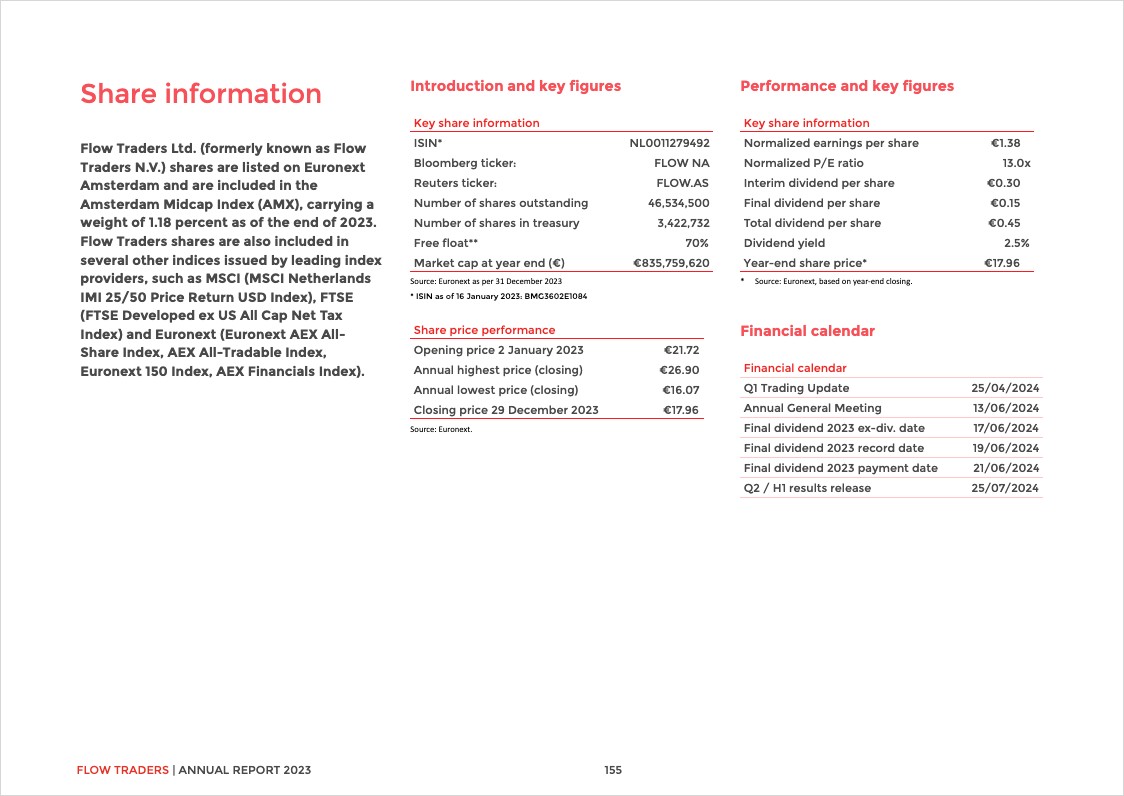 Share information
Flow Traders Ltd. (formerly known as Flow
Traders N.V.) shares are listed on Euronext
Amsterdam and are included in the
Amsterdam Midcap Index (AMX), carrying a
weight of 1.18 percent as of the end of 2023.
Flow Traders shares are also included in
several other indices issued by leading index
providers, such as MSCI (MSCI Netherlands
IMI 25/50 Price Return USD Index), FTSE
(FTSE Developed ex US All Cap Net Tax
Index) and Euronext (Euronext AEX All-
Share Index, AEX All-Tradable Index,
Euronext 150 Index, AEX Financials Index).
Introduction and key figures
Key share information
ISIN* NL0011279492
Bloomberg ticker: FLOW NA
Reuters ticker: FLOW.AS
Number of shares outstanding 46,534,500
Number of shares in treasury 3,422,732
Free float** 70%
Market cap at year end (€) €835,759,620
Source: Euronext as per 31 December 2023
* ISIN as of 16 January 2023: BMG3602E1084
Share price performance
Opening price 2 January 2023 €21.72
Annual highest price (closing) €26.90
Annual lowest price (closing) €16.07
Closing price 29 December 2023 €17.96
Source: Euronext.
Performance and key figures
Key share information
Normalized earnings per share €1.38
Normalized P/E ratio 13.0x
Interim dividend per share €0.30
Final dividend per share €0.15
Total dividend per share €0.45
Dividend yield 2.5%
Year-end share price* €17.96
* Source: Euronext, based on year-end closing.
Financial calendar
Financial calendar
Q1 Trading Update 25/04/2024
Annual General Meeting 13/06/2024
Final dividend 2023 ex-div. date 17/06/2024
Final dividend 2023 record date 19/06/2024
Final dividend 2023 payment date 21/06/2024
Q2 / H1 results release 25/07/2024
FLOW TRADERS | ANNUAL REPORT 2023
155